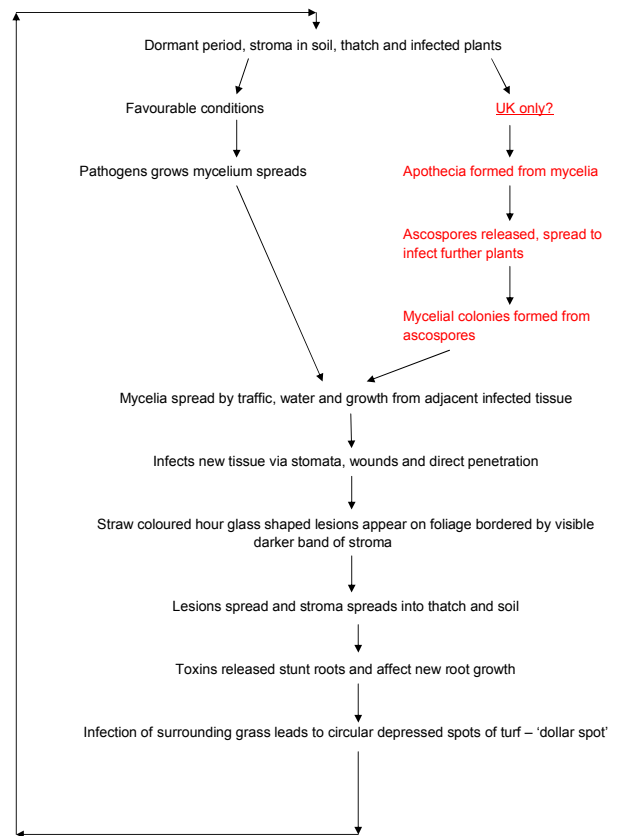 Dormant period, stroma in soil, thatch and infected plants
Favourable conditions
UK only?
Pathogens grows mycelium spreads
Apothecia formed from mycelia
Ascospores released, spread to
infect further plants
Mycelial colonies formed from
ascospores
Mycelia spread by traffic, water and growth from adjacent infected tissue
Infects new tissue via stomata, wounds and direct penetration
Straw coloured hour glass shaped lesions appear on foliage bordered by visible
darker band of stroma
Lesions spread and stroma spreads into thatch and soil
Toxins released stunt roots and affect new root growth
Infection of surrounding grass leads to circular depressed spots of turf – ‘dollar spot’